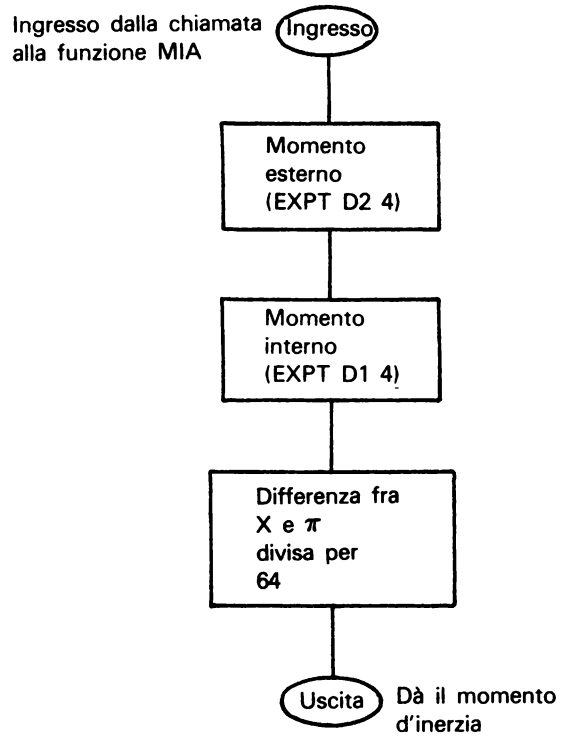 Ingresso dalla chiamata
alla funzione MIA
Ingresso
Momento
esterno
(EXPT D2 4)
Momento
interno
(EXPT D1 4)
Differenza fra
X e π
divisa per
64
Uscita
Dà il momento
d'inerzia